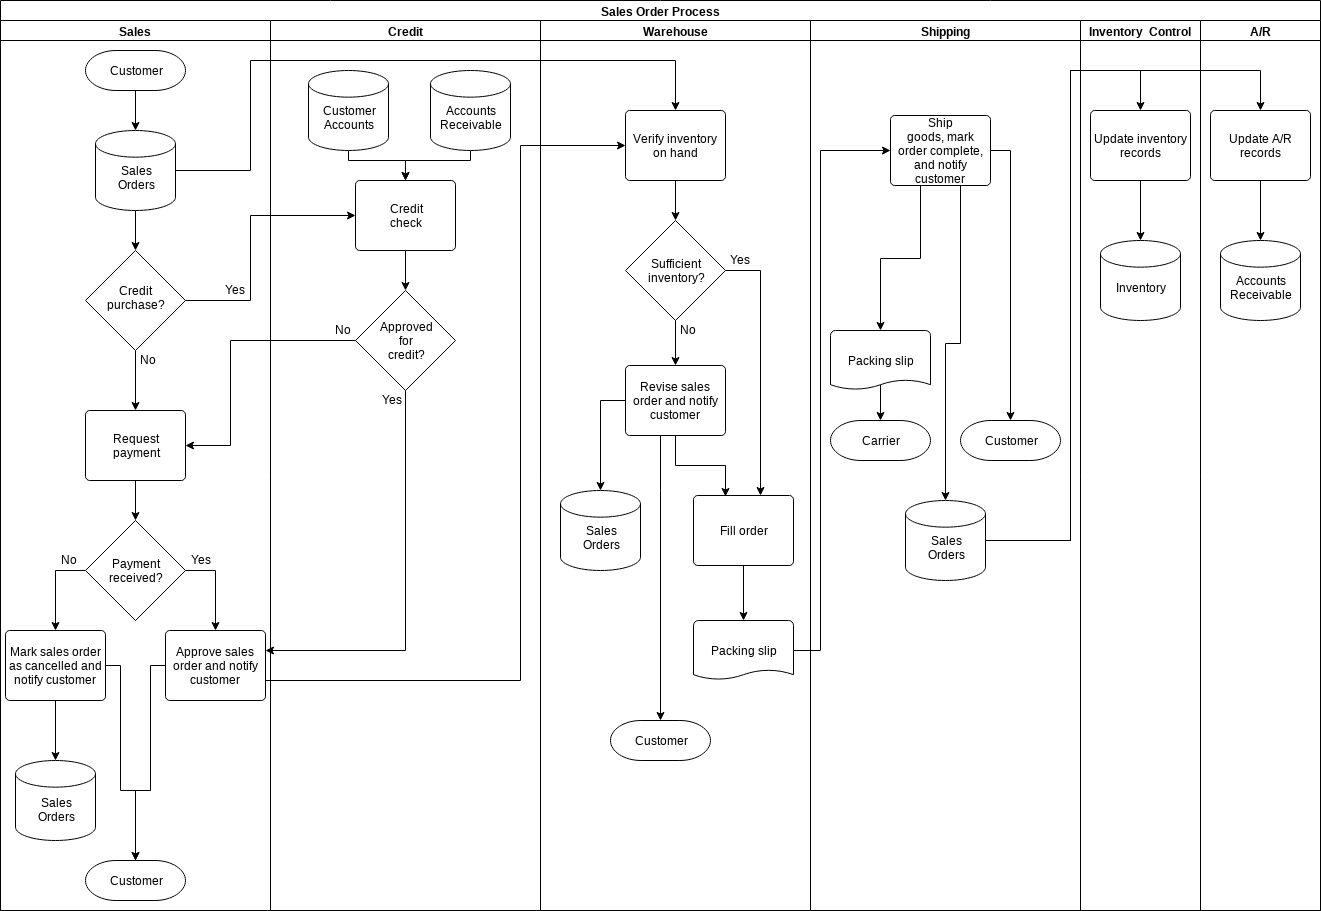 Sales Order Process
Sales
Credit
Warehouse
Shipping
Inventory  Control
A/R
Customer
Sales
Orders
Credit
purchase?
Yes
No
Request
payment
Payment
received?
No
Yes
Mark sales order
as cancelled and
notify customer
Approve sales
order and notify
customer
Sales
Orders
Customer
Customer
Accounts
Accounts
Receivable
Credit
check
Approved
for
credit?
No
Yes
Verify inventory
on hand
Sufficient
inventory?
Yes
No
Revise sales
order and notify
customer
Sales
Orders
Fill order
Packing slip
Customer
Ship
goods, mark
order complete,
and notify
customer
Packing slip
Carrier
Customer
Sales
Orders
Update inventory
records
Inventory
Update A/R
records
Accounts
Receivable